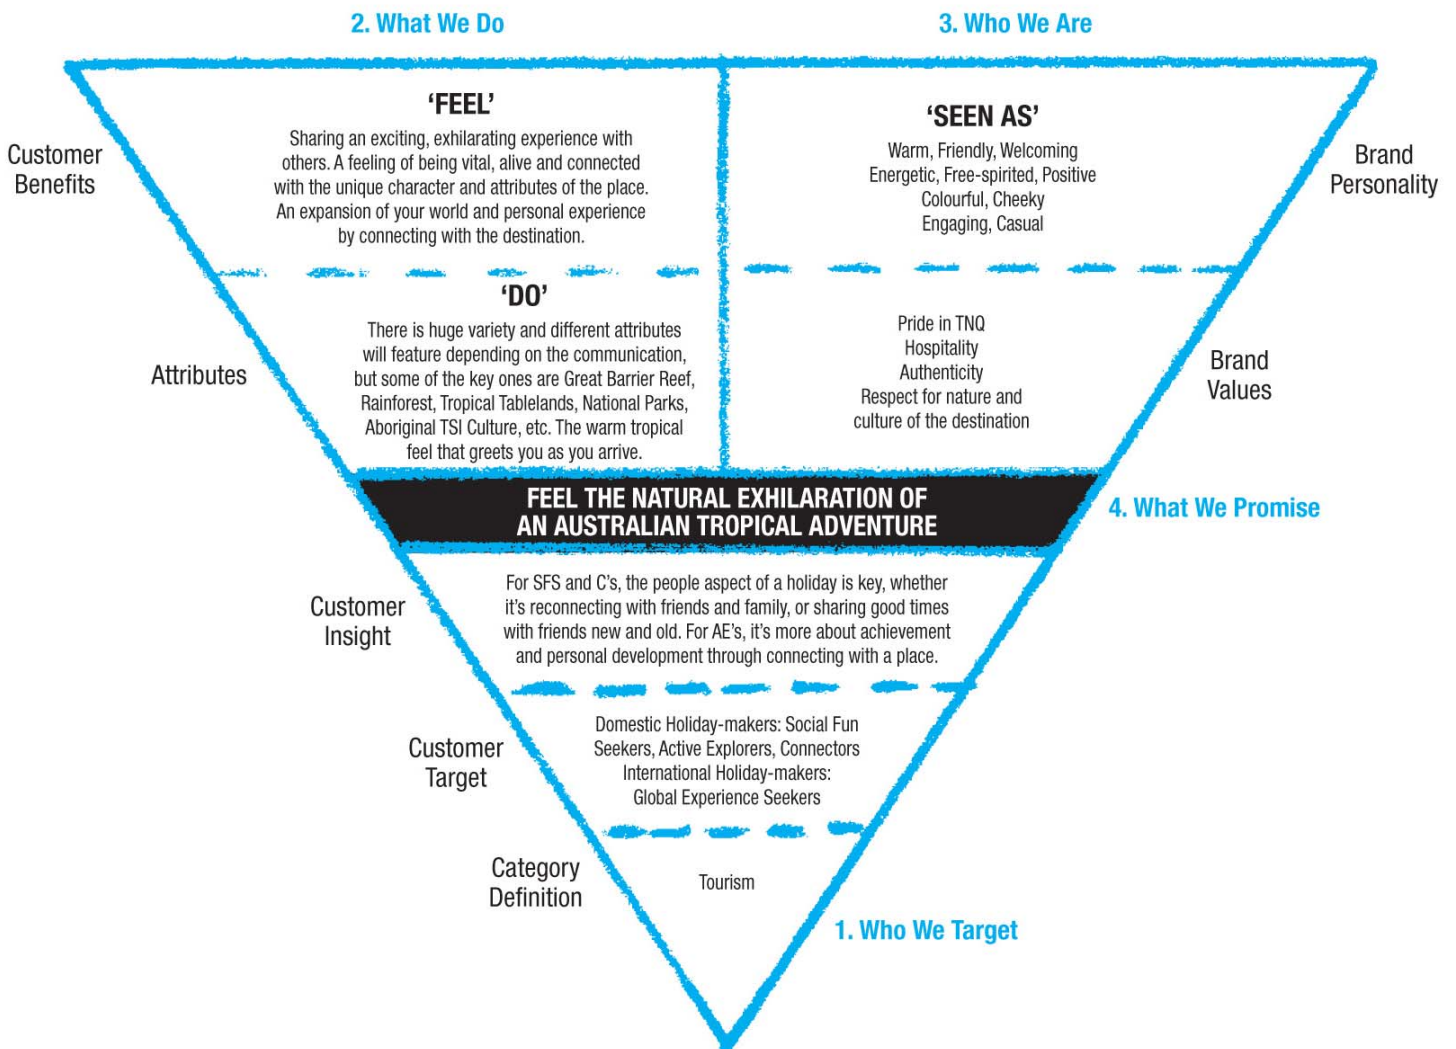 2. What We Do
3. Who We Are
Customer
Benefits
‘FEEL’
Sharing an exciting, exhilarating experience with
others. A feeling of being vital, alive and connected
with the unique character and attributes of the place.
An expansion of your world and personal experience
by connecting with the destination.
‘SEEN AS’
Warm, Friendly, Welcoming
Energetic, Free-spirited, Positive
Colourful, Cheeky
Engaging, Casual
Brand
Personality
Attributes
‘DO’
There is huge variety and different attributes
will feature depending on the communication,
but some of the key ones are Great Barrier Reef,
Rainforest, Tropical Tablelands, National Parks,
Aboriginal TSI Culture, etc. The warm tropical
feel that greets you as you arrive.
Pride in TNQ
Hospitality
Authenticity
Respect for nature and
culture of the destination
Brand
Values
FEEL THE NATURAL EXHILARATION OF
AN AUSTRALIAN TROPICAL ADVENTURE
4. What We Promise
Customer
Insight
For SFS and C’s, the people aspect of a holiday is key, whether
it’s reconnecting with friends and family, or sharing good times
with friends new and old. For AE’s, it’s more about achievement
and personal development through connecting with a place.
Customer
Target
Domestic Holiday-makers: Social Fun
Seekers, Active Explorers, Connectors
International Holiday-makers:
Global Experience Seekers
Category
Definition
Tourism
1. Who We Target